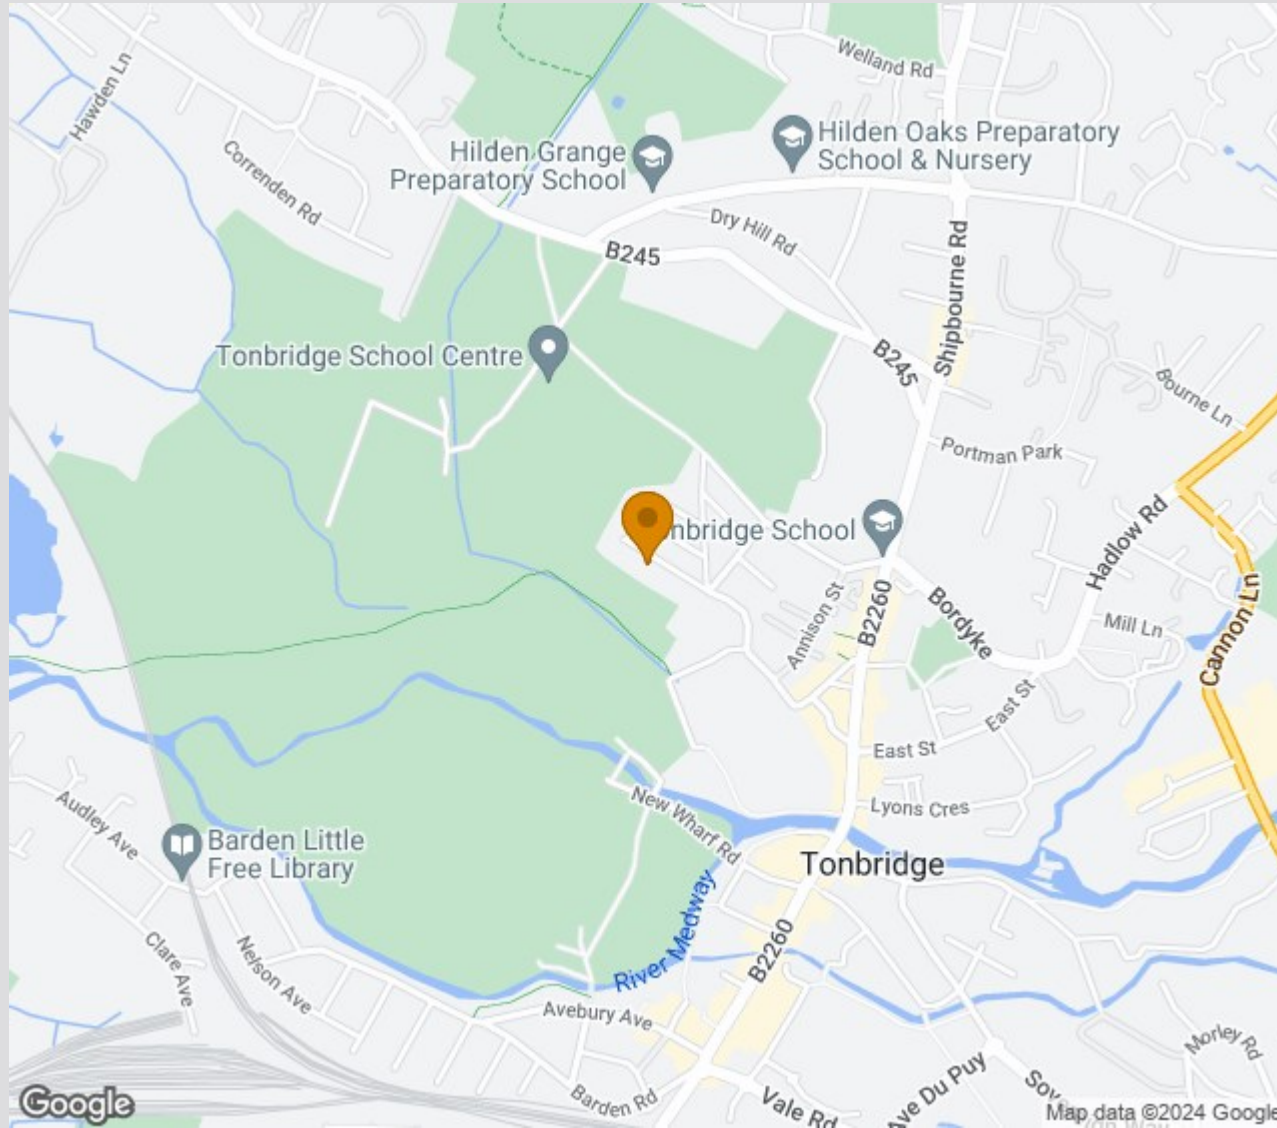 Welland Rd
Hawden Ln
Hilden Oaks Preparatory
School & Nursery
Hilden Grange
Preparatory School
Correnden Rd
Dry Hill Rd
B245
Shipbourne Rd
Tonbridge School Centre
B245
Bourne Ln
Portman Park
nbridge School
Hadlow Rd
Annison St
B2260
Bordyke
Mill Ln
Cannon Ln
East St
East St
New Wharf Rd
Lyons Cres
Audley Ave
Barden Little
Free Library
Tonbridge
River Medway
Clare Ave
Nelson Ave
B2260
Avebury Ave
Morley Rd
Ave Du Puy
Barden Rd
Vale Rd
Google
Map data ©2024 Google